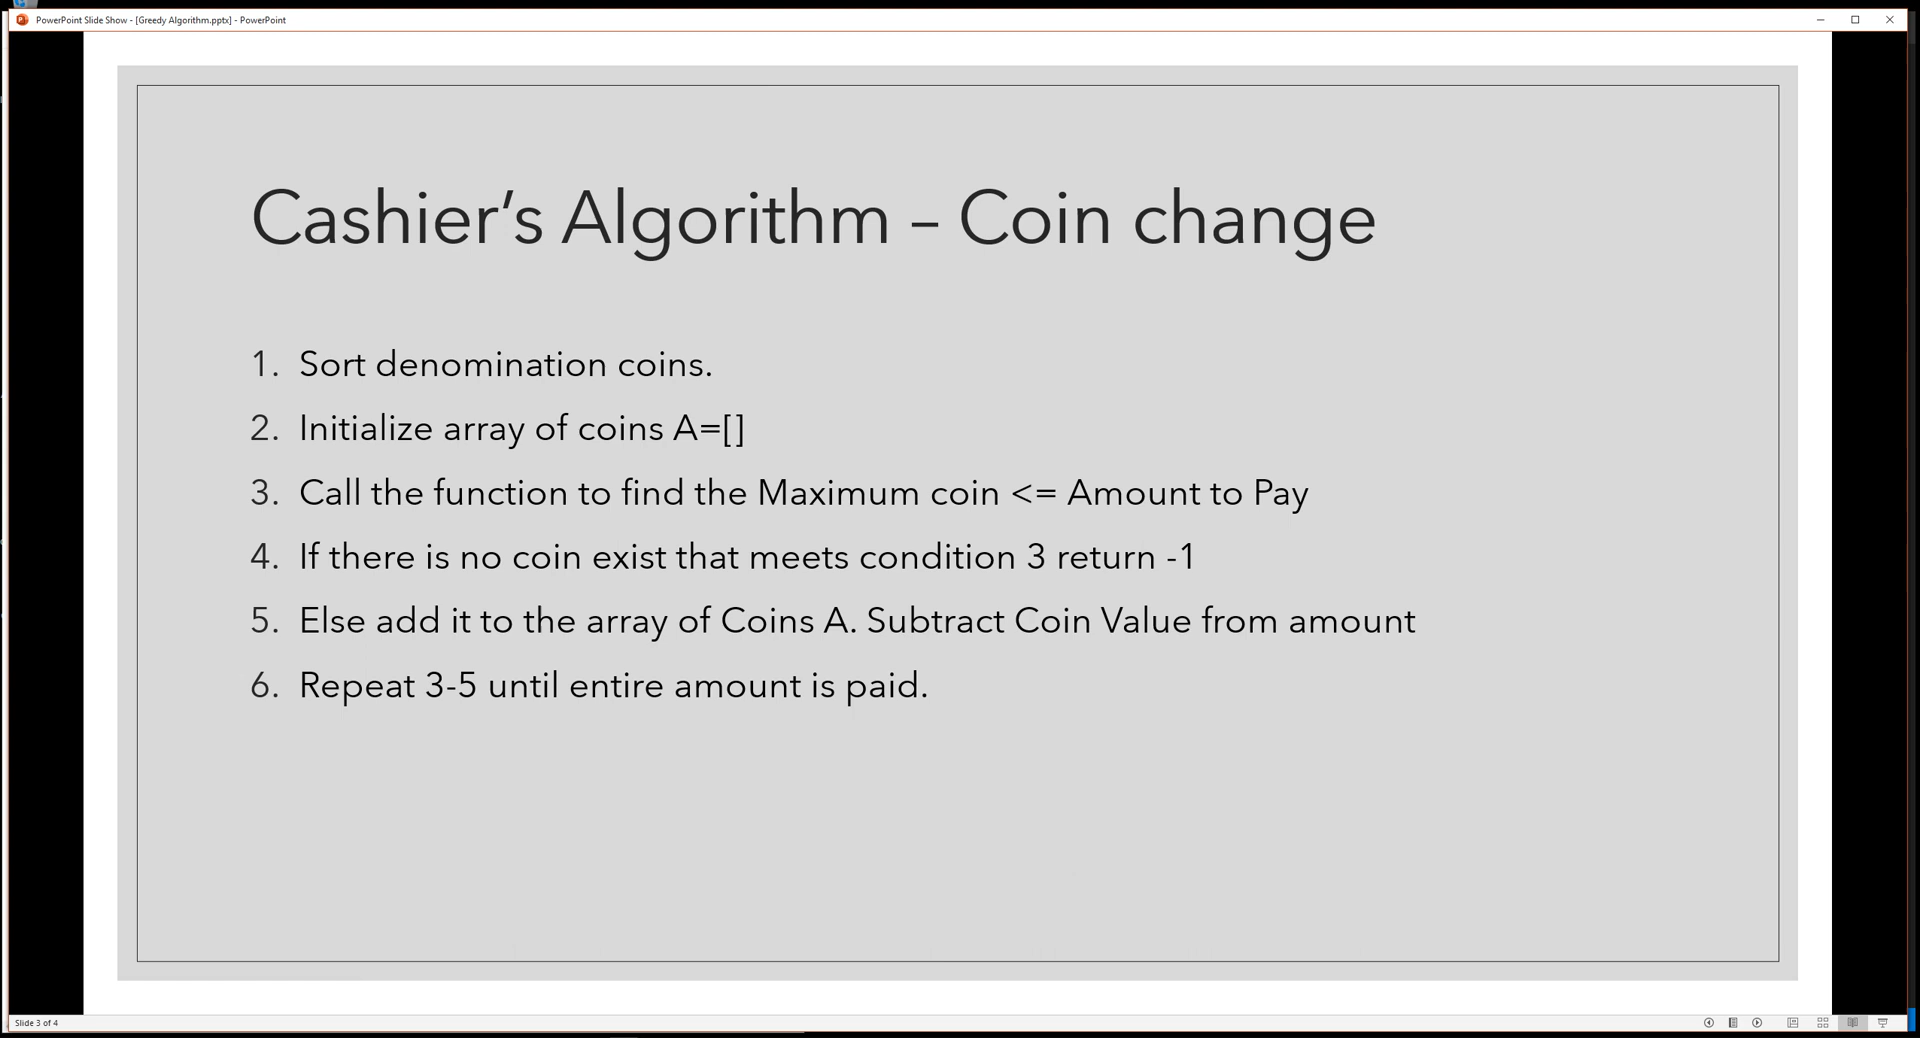 PowerPoint Slide Show - [Greedy Algorithm.pptx] - PowerPoint
Cashier’s Algorithm – Coin change
1. Sort denomination coins.
2. Initialize array of coins A=[]
3. Call the function to find the Maximum coin <= Amount to Pay
4. If there is no coin exist that meets condition 3 return -1
5. Else add it to the array of Coins A. Subtract Coin Value from amount
6. Repeat 3-5 until entire amount is paid.
Slide 3 of 4